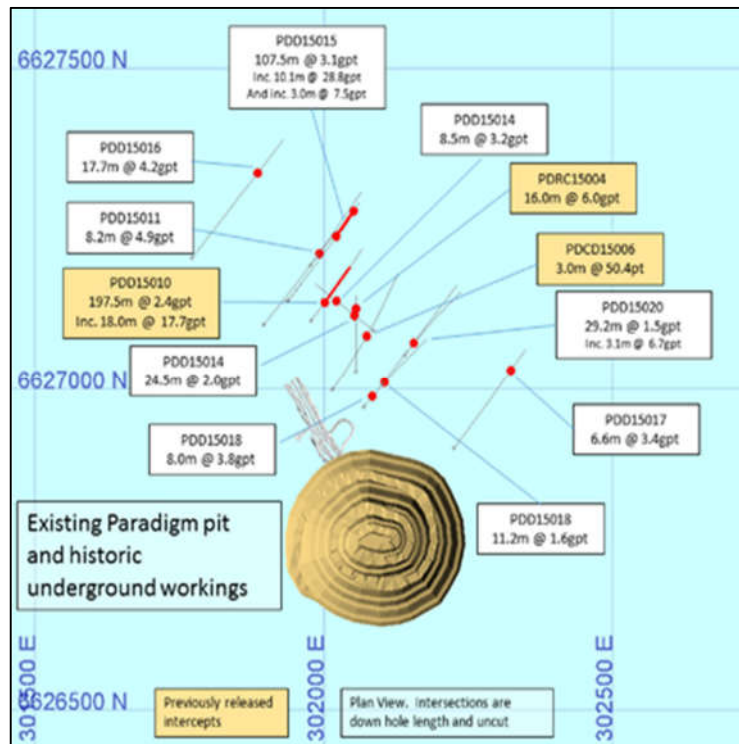 6627500 N
PDD15015
107.5m @ 3.1gpt
Inc. 10.1m @ 28.8gpt
And inc. 3.0m @ 7.5gpt
PDD15014
8.5m @ 3.2gpt
PDD15016
17.7m @ 4.2gpt
PDRC15004
16.0m @ 6.0gpt
PDD15011
8.2m @ 4.9gpt
PDCD15006
3.0m @ 50.4pt
PDD15010
197.5m @ 2.4gpt
Inc. 18.0m @ 17.7gpt
PDD15020
29.2m @ 1.5gpt
Inc. 3.1m @ 6.7gpt
PDD15014
24.5m @ 2.0gpt
6627000 N
PDD15017
6.6m @ 3.4gpt
PDD15018
8.0m @ 3.8gpt
PDD15018
11.2m @ 1.6gpt
Existing Paradigm pit
and historic
underground workings
302000 E
302500 E
6626500 N
Previously released
intercepts
Plan View. Intersections are
down hole length and uncut